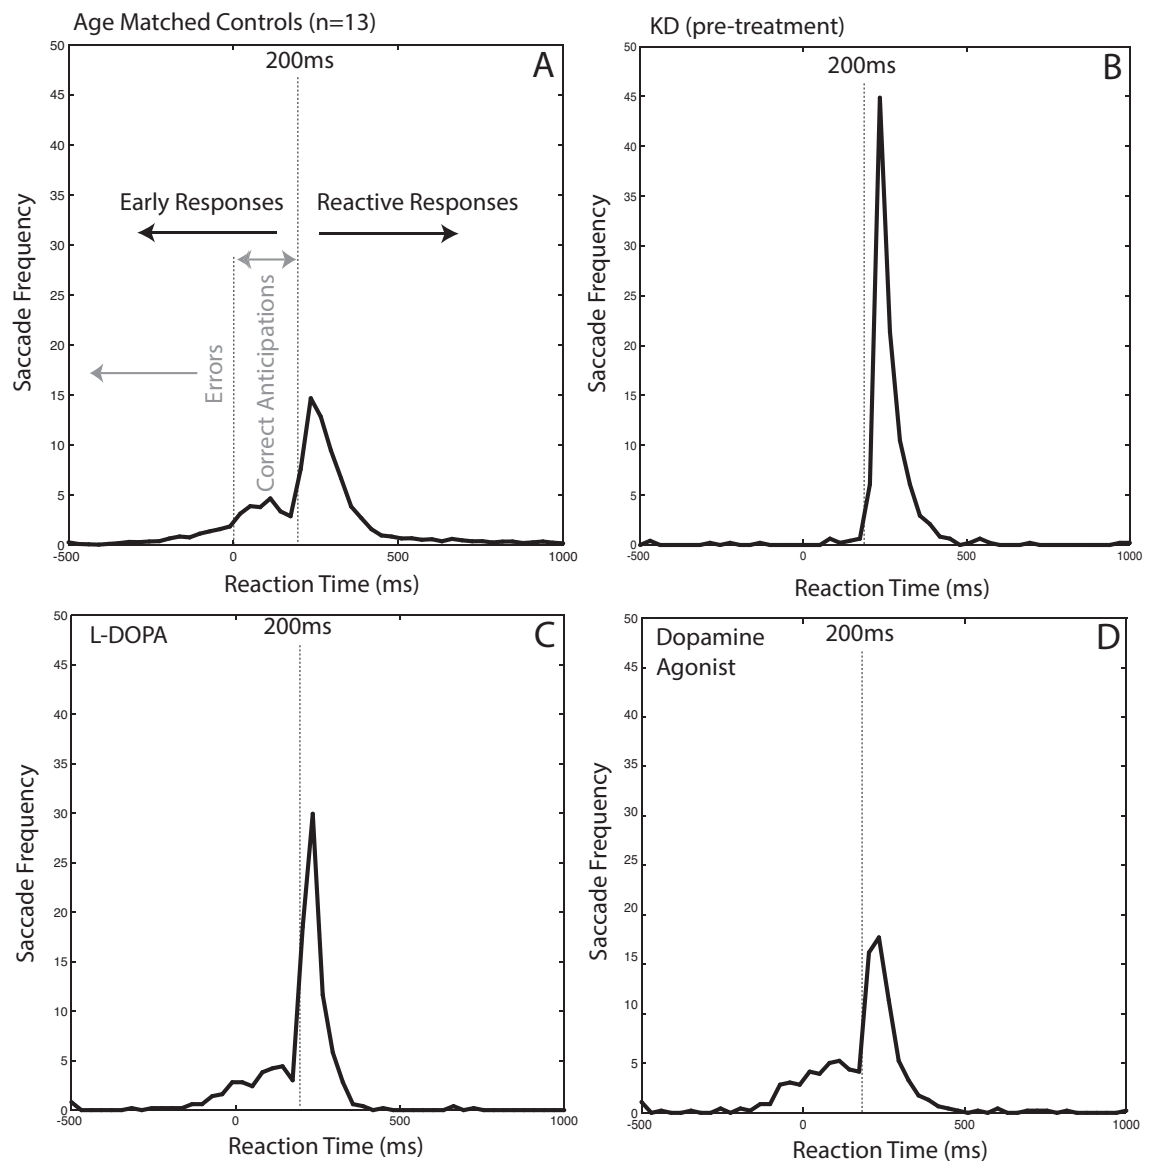 Age Matched Controls (n=13)
50
45
40
35
30
25
20
15
10
5
0
200ms
A
Early Responses
Reactive Responses
Errors
Correct Anticipations
Saccade Frequency
-500
0
500
1000
Reaction Time (ms)
KD (pre-treatment)
50
45
40
35
30
25
20
15
10
5
0
200ms
B
Saccade Frequency
-500
0
500
1000
Reaction Time (ms)
50
45
40
35
30
25
20
15
10
5
0
L-DOPA
200ms
C
Saccade Frequency
-500
0
500
1000
Reaction Time (ms)
50
45
40
35
30
25
20
15
10
5
0
Dopamine
Agonist
200ms
D
Saccade Frequency
-500
0
500
1000
Reaction Time (ms)